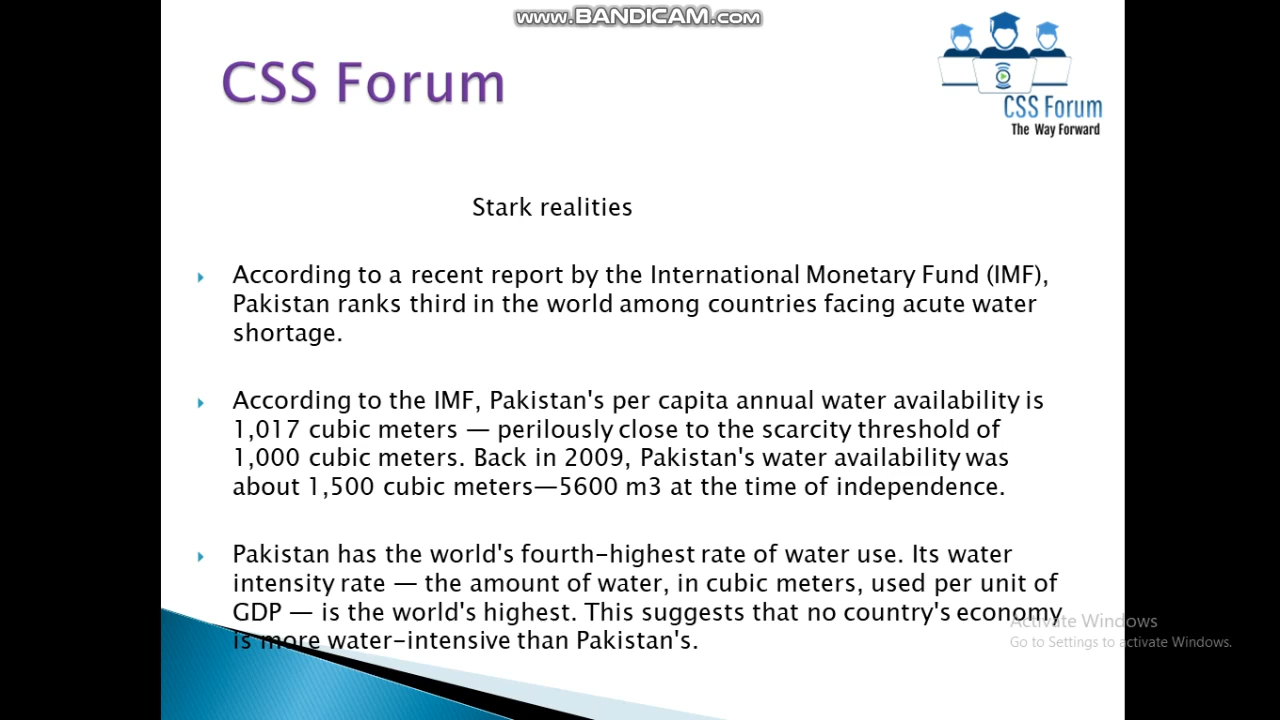 www.BANDICAM.com
CSS Forum
CSS Forum
The Way Forward
Stark realities
According to a recent report by the International Monetary Fund (IMF),
Pakistan ranks third in the world among countries facing acute water
shortage.
According to the IMF, Pakistan's per capita annual water availability is
1,017 cubic meters — perilously close to the scarcity threshold of
1,000 cubic meters. Back in 2009, Pakistan's water availability was
about 1,500 cubic meters—5600 m3 at the time of independence.
Pakistan has the world's fourth-highest rate of water use. Its water
intensity rate — the amount of water, in cubic meters, used per unit of
GDP — is the world's highest. This suggests that no country's economy
is more water-intensive than Pakistan's.
Activate Windows
Go to Settings to activate Windows.